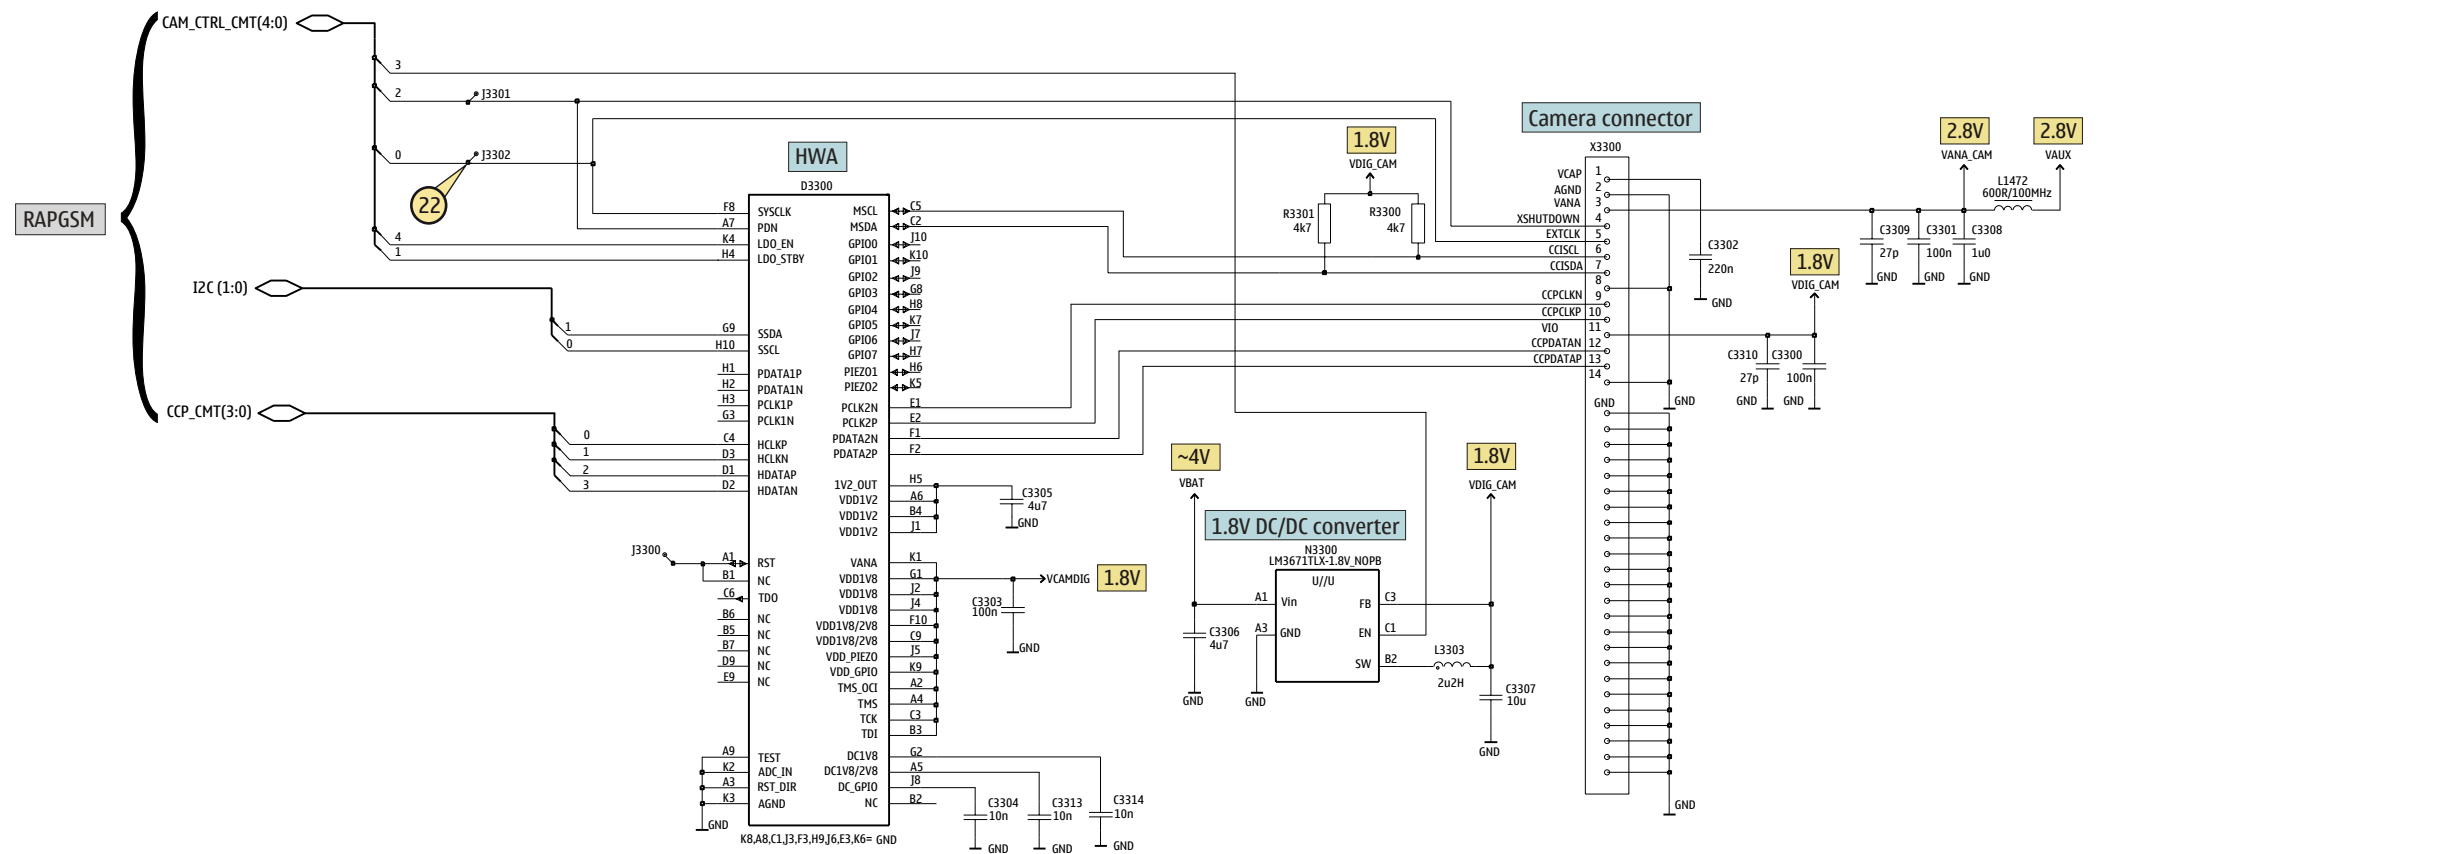 CAM_CTRL_CMT(4:0)
3
2
J3301
0
J3302
22
4
1
RAPGSM
I2C (1:0)
1
0
CCP_CMT(3:0)
0
1
2
3
J3300
HWA
D3300
F8 SYSCLK
A7 PDN
K4 LDO_EN
H4 LDO_STBY
G9 SSDA
H10 SSCL
H1 PDATA1P
H2 PDATA1N
H3 PCLK1P
G3 PCLK1N
C4 HCLKP
D3 HCLKN
D1 HDATAP
D2 HDATAN
A1 RST
B1 NC
C6 TDO
B6 NC
B5 NC
B7 NC
D9 NC
E9 NC
A9 TEST
K2 ADC_IN
A3 RST_DIR
K3 AGND
GND
MSCL C5
MSDA C2
GPIO0 J10
GPIO1 K10
GPIO2 J9
GPIO3 G8
GPIO4 H8
GPIO5 K7
GPIO6 J7
GPIO7 H7
PIEZO1 H6
PIEZO2 K5
PCLK2N E1
PCLK2P E2
PDATA2N F1
PDATA2P F2
1V2_OUT H5
VDD1V2 A6
VDD1V2 B4
VDD1V2 J1
VANA K1
VDD1V8 G1
VDD1V8 J2
VDD1V8 J4
VDD1V8/2V8 F10
VDD1V8/2V8 C9
VDD_PIEZO J5
VDD_GPIO K9
TMS_OCI A2
TMS A4
TCK C3
TDI B3
DC1V8 G2
DC1V8/2V8 A5
DC_GPIO J8
NC B2
K8,A8,C1,J3,F3,H9,J6,E3,K6= GND
C3305
4u7
GND
VCAMDIG
1.8V
C3303
100n
GND
C3304
10n
GND
C3313
10n
GND
C3314
10n
GND
1.8V
VDIG_CAM
R3301
4k7
R3300
4k7
~4V
VBAT
1.8V
VDIG_CAM
1.8V DC/DC converter
N3300
LM3671TLX-1.8V_NOPB
U//U
A1 Vin
A3 GND
FB C3
EN C1
SW B2
C3306
4u7
GND
GND
L3303
2u2H
C3307
10u
GND
Camera connector
X3300
VCAP 1
AGND 2
VANA 3
XSHUTDOWN 4
EXTCLK 5
CCISCL 6
CCISDA 7
8
CCPCLKN 9
CCPCLKP 10
VIO 11
CCPDATAN 12
CCPDATAP 13
14
GND
GND
GND
C3302
220n
GND
2.8V
VANA_CAM
2.8V
VAUX
L1472
600R/100MHz
C3309
27p
GND
C3301
100n
GND
C3308
1u0
GND
1.8V
VDIG_CAM
C3310
27p
GND
C3300
100n
GND